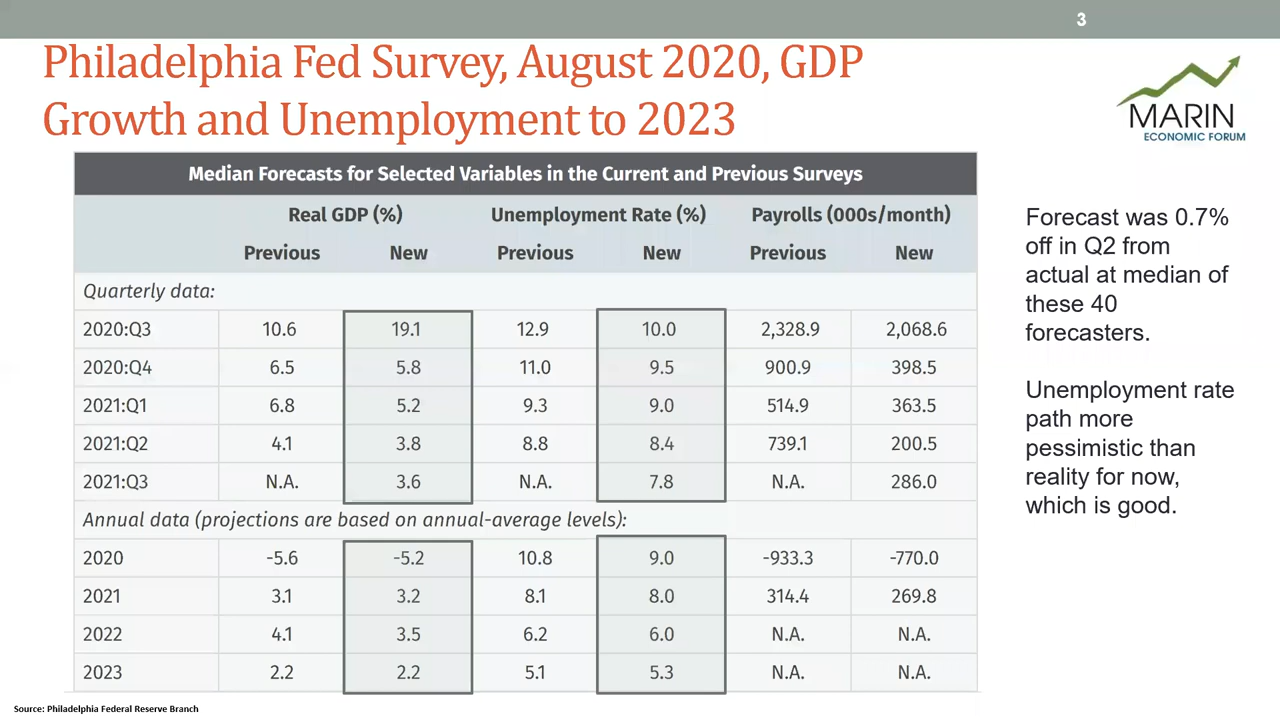 3
Philadelphia Fed Survey, August 2020, GDP
Growth and Unemployment to 2023
MARIN
ECONOMIC FORUM
Median Forecasts for Selected Variables in the Current and Previous Surveys
Real GDP (%) Unemployment Rate (%) Payrolls (000s/month)
Previous New Previous New Previous New
Quarterly data:
2020:Q3 10.6 19.1 12.9 10.0 2,328.9 2,068.6
2020:Q4 6.5 5.8 11.0 9.5 900.9 398.5
2021:Q1 6.8 5.2 9.3 9.0 514.9 363.5
2021:Q2 4.1 3.8 8.8 8.4 739.1 200.5
2021:Q3 N.A. 3.6 N.A. 7.8 N.A. 286.0
Annual data (projections are based on annual-average levels):
2020 -5.6 -5.2 10.8 9.0 -933.3 -770.0
2021 3.1 3.2 8.1 8.0 314.4 269.8
2022 4.1 3.5 6.2 6.0 N.A. N.A.
2023 2.2 2.2 5.1 5.3 N.A. N.A.
Forecast was 0.7%
off in Q2 from
actual at median of
these 40
forecasters.
Unemployment rate
path more
pessimistic than
reality for now,
which is good.
Source: Philadelphia Federal Reserve Branch